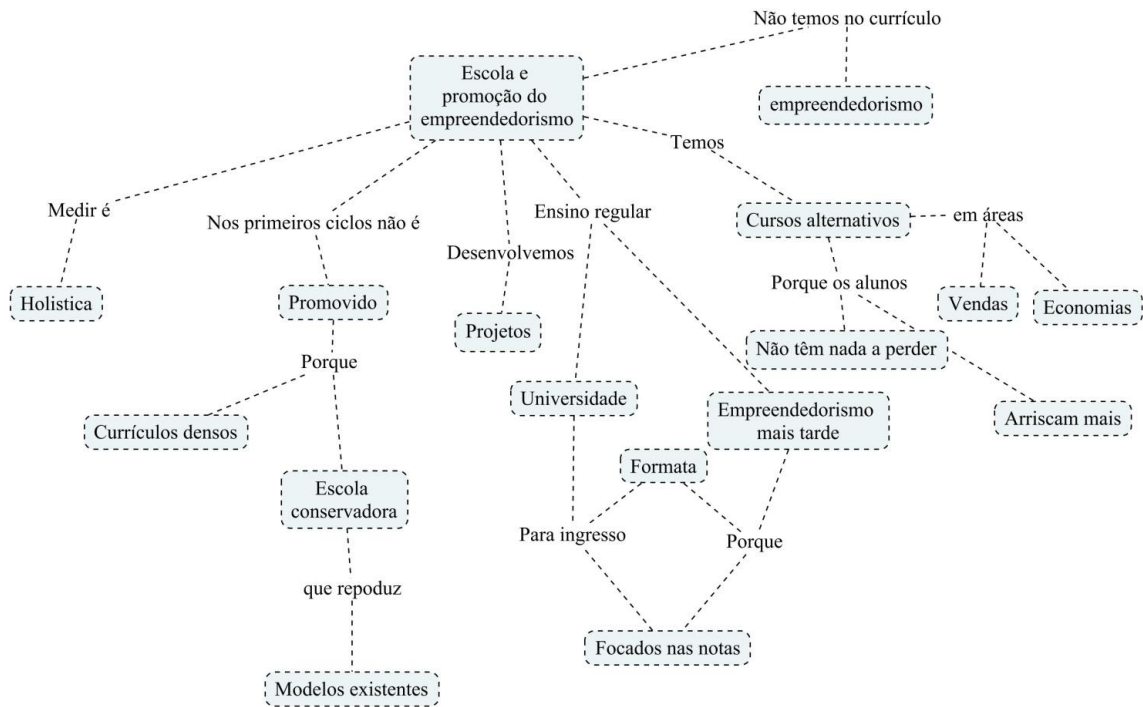 Não temos no currículo
Escola e
promoção do
empreendedorismo
empreendedorismo
Temos
Medir é
Nos primeiros ciclos não é
Ensino regular
Cursos alternativos
em áreas
Desenvolvemos
Porque os alunos
Holistica
Promovido
Vendas
Economias
Projetos
Não têm nada a perder
Porque
Universidade
Empreendedorismo
mais tarde
Arriscam mais
Currículos densos
Formata
Escola
conservadora
Para ingresso
Porque
que repoduz
Focados nas notas
Modelos existentes